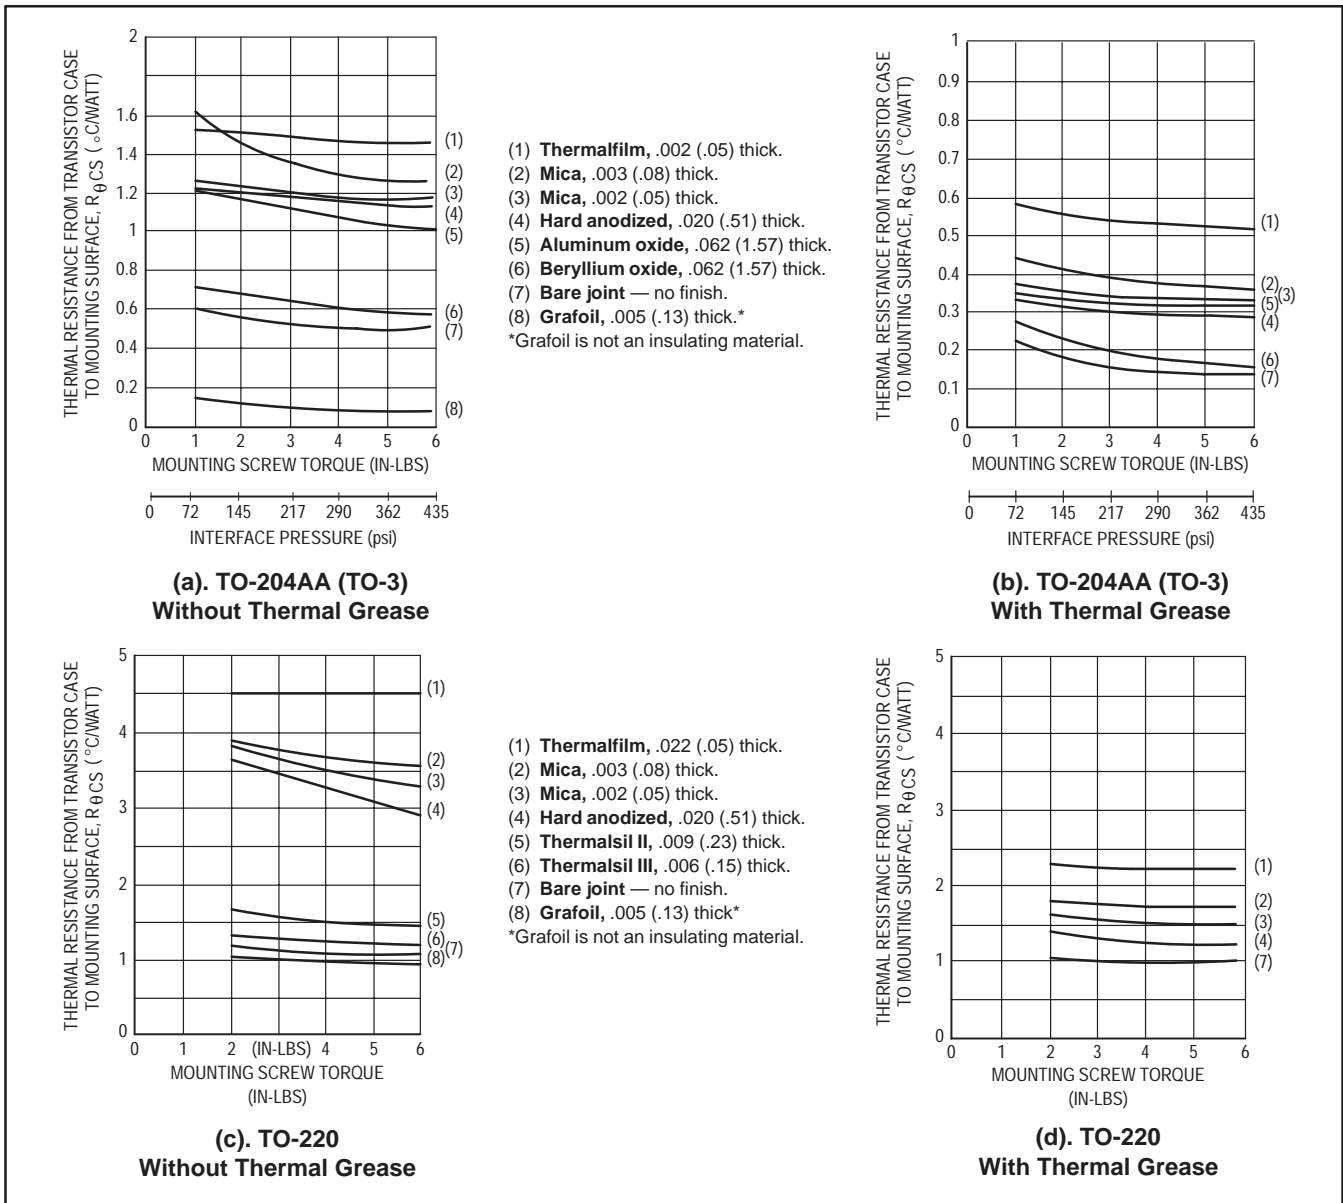 THERMAL RESISTANCE FROM TRANSISTOR CASE
TO MOUNTING SURFACE, RθCS (°C/WATT)
2
1.6
1.4
1.2
1
0.8
0.6
0.4
0.2
0
(1)
(2)
(3)
(4)
(5)
(6)
(7)
(8)
0 1 2 3 4 5 6
MOUNTING SCREW TORQUE (IN-LBS)
0 72 145 217 290 362 435
INTERFACE PRESSURE (psi)
(a). TO-204AA (TO-3)
Without Thermal Grease
(1) Thermalfilm, .002 (.05) thick.
(2) Mica, .003 (.08) thick.
(3) Mica, .002 (.05) thick.
(4) Hard anodized, .020 (.51) thick.
(5) Aluminum oxide, .062 (1.57) thick.
(6) Beryllium oxide, .062 (1.57) thick.
(7) Bare joint — no finish.
(8) Grafoil, .005 (.13) thick.*
*Grafoil is not an insulating material.
THERMAL RESISTANCE FROM TRANSISTOR CASE
TO MOUNTING SURFACE, RθCS (°C/WATT)
1
0.9
0.8
0.7
0.6
0.5
0.4
0.3
0.2
0.1
0
(1)
(2)
(3)
(5)
(4)
(6)
(7)
0 1 2 3 4 5 6
MOUNTING SCREW TORQUE (IN-LBS)
0 72 145 217 290 362 435
INTERFACE PRESSURE (psi)
(b). TO-204AA (TO-3)
With Thermal Grease
THERMAL RESISTANCE FROM TRANSISTOR CASE
TO MOUNTING SURFACE, RθCS (°C/WATT)
5
4
3
2
1
0
(1)
(2)
(3)
(4)
(5)
(6)
(7)
(8)
0 1 2 (IN-LBS) 4 5 6
MOUNTING SCREW TORQUE
(IN-LBS)
(c). TO-220
Without Thermal Grease
(1) Thermalfilm, .022 (.05) thick.
(2) Mica, .003 (.08) thick.
(3) Mica, .002 (.05) thick.
(4) Hard anodized, .020 (.51) thick.
(5) Thermalsil II, .009 (.23) thick.
(6) Thermalsil III, .006 (.15) thick.
(7) Bare joint — no finish.
(8) Grafoil, .005 (.13) thick*
*Grafoil is not an insulating material.
THERMAL RESISTANCE FROM TRANSISTOR CASE
TO MOUNTING SURFACE, RθCS (°C/WATT)
5
4
3
2
1
0
(1)
(2)
(3)
(4)
(7)
0 1 2 3 4 5 6
MOUNTING SCREW TORQUE
(IN-LBS)
(d). TO-220
With Thermal Grease